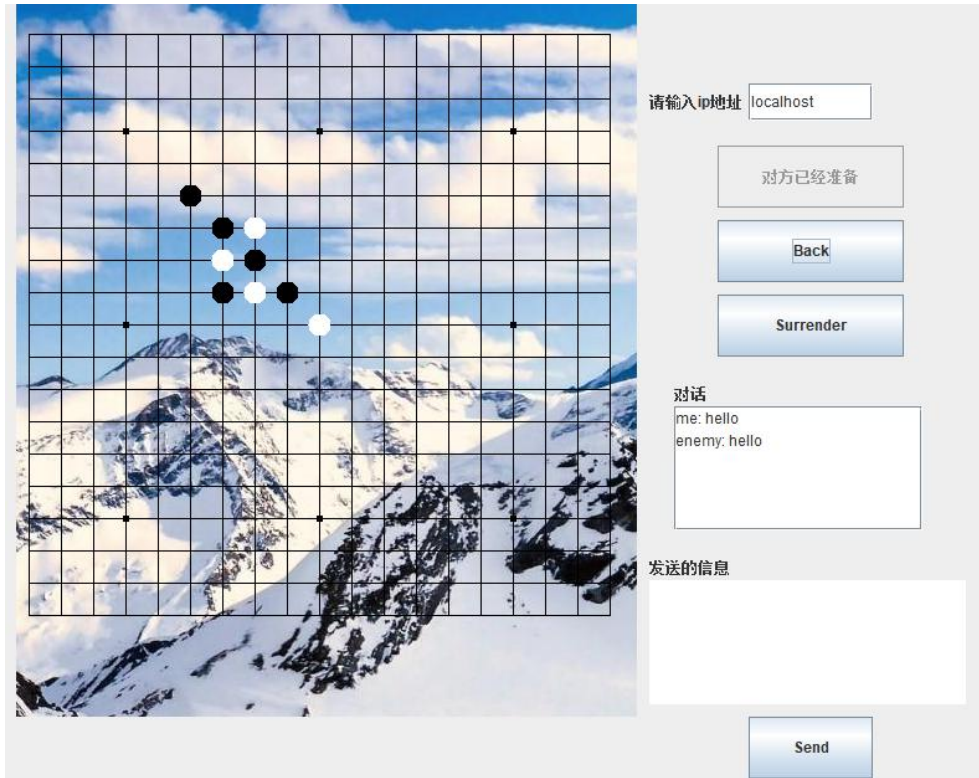 请输入ip地址 localhost
对方已经准备
Back
Surrender
对话
me: hello
enemy: hello
发送的信息
Send